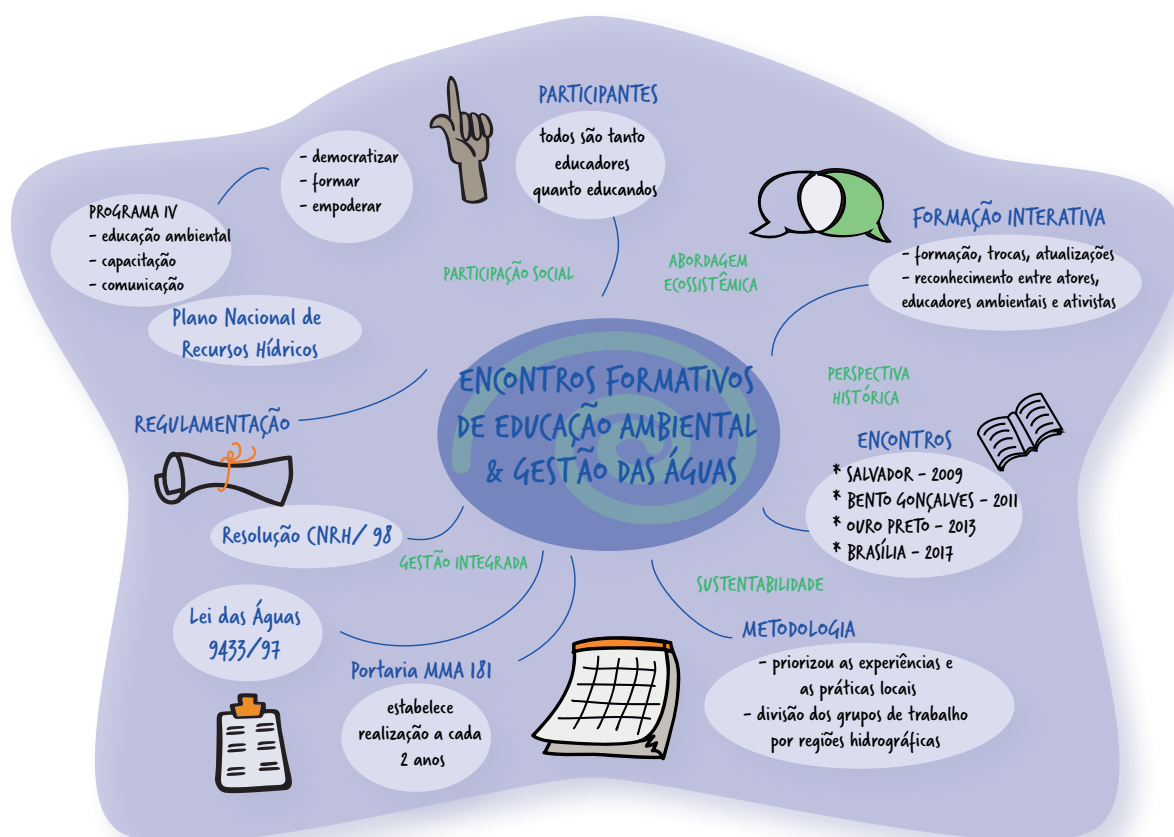 PARTICIPANTES
todos são tanto
educadores
quanto educandos
- democratizar
- formar
- empoderar
PROGRAMA IV
- educação ambiental
- capacitação
- comunicação
Plano Nacional de
Recursos Hídricos
PARTICIPAÇÃO SOCIAL
ABORDAGEM
ECOSSISTÊMICA
FORMAÇÃO INTERATIVA
- formação, trocas, atualizações
- reconhecimento entre atores,
educadores ambientais e ativistas
ENCONTROS FORMATIVOS
DE EDUCAÇÃO AMBIENTAL
& GESTÃO DAS ÁGUAS
PERSPECTIVA
HISTÓRICA
REGULAMENTAÇÃO
ENCONTROS
* SALVADOR - 2009
* BENTO GONÇALVES - 2011
* OURO PRETO - 2013
* BRASÍLIA - 2017
Resolução CNRH/ 98
GESTÃO INTEGRADA
SUSTENTABILIDADE
Lei das Águas
9433/97
Portaria MMA 181
estabelece
realização a cada
2 anos
METODOLOGIA
- priorizou as experiências e
as práticas locais
- divisão dos grupos de trabalho
por regiões hidrográficas